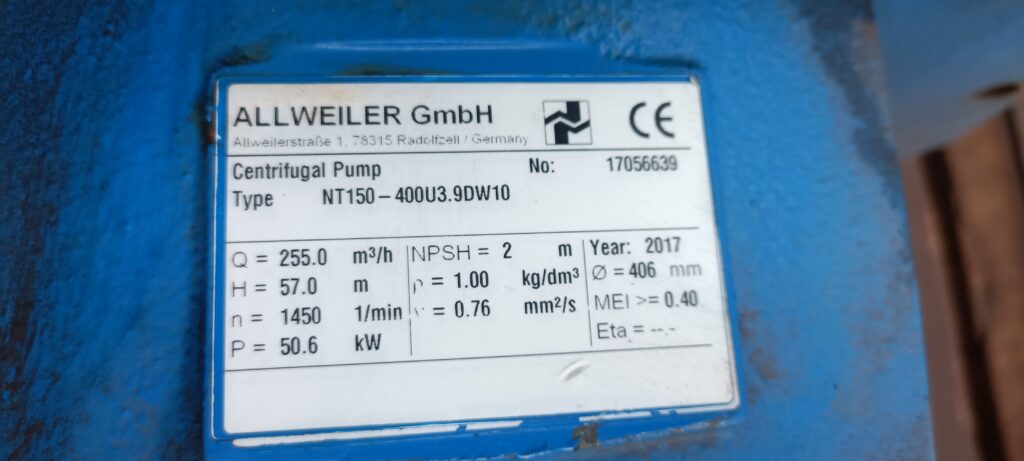 ALLWEILER GmbH
CE
Allweilerstraße 1, 78315 Radolfzell / Germany
Centrifugal Pump No: 17056639
Type NT150-400U3.9DW10
Q = 255.0 m³/h NPSH = 2 m Year: 2017
H = 57.0 m ρ = 1.00 kg/dm³ Ø = 406 mm
n = 1450 1/min ν = 0.76 mm²/s MEI >= 0.40
P = 50.6 kW Eta = --.-